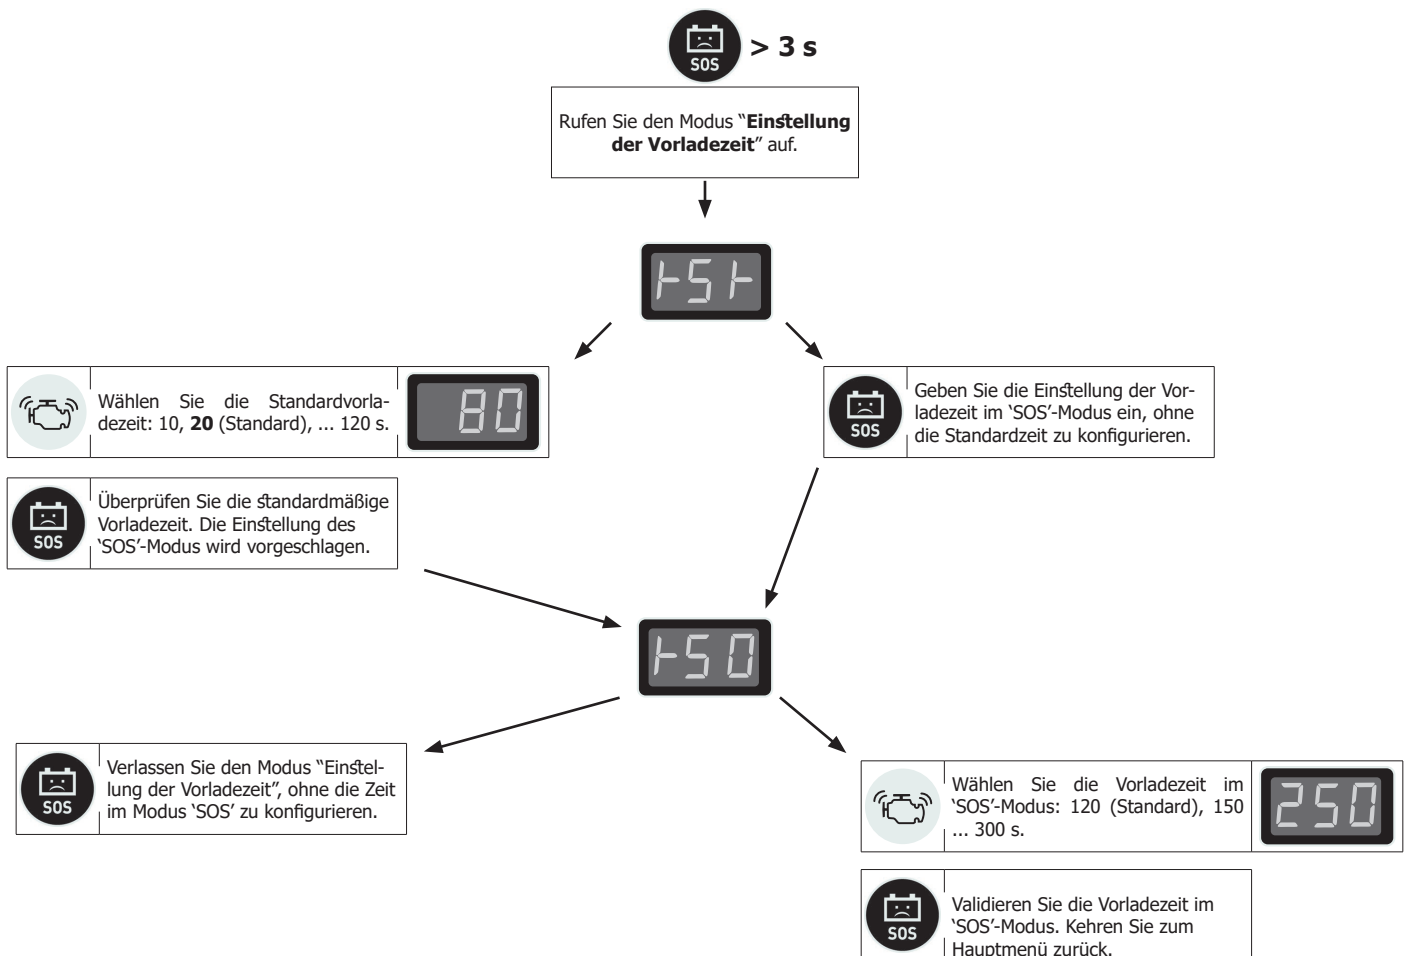 SOS
> 3 s
Rufen Sie den Modus “Einstellung
der Vorladezeit” auf.
tSt
Wählen Sie die Standardvorla-
dezeit: 10, 20 (Standard), ... 120 s.
80
SOS
Geben Sie die Einstellung der Vor-
ladezeit im ‘SOS’-Modus ein, ohne
die Standardzeit zu konfigurieren.
SOS
Überprüfen Sie die standardmäßige
Vorladezeit. Die Einstellung des
‘SOS’-Modus wird vorgeschlagen.
tSO
SOS
Verlassen Sie den Modus “Einstel-
lung der Vorladezeit”, ohne die Zeit
im Modus ‘SOS’ zu konfigurieren.
Wählen Sie die Vorladezeit im
‘SOS’-Modus: 120 (Standard), 150
... 300 s.
250
SOS
Validieren Sie die Vorladezeit im
‘SOS’-Modus. Kehren Sie zum
Hauptmenü zurück.